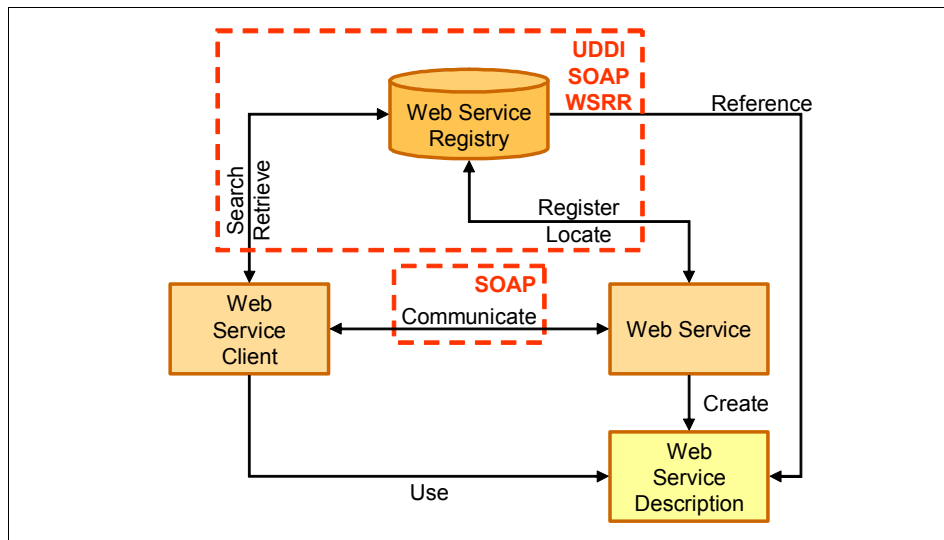 UDDI
SOAP
WSRR
Web Service
Registry
Reference
Search
Retrieve
Register
Locate
SOAP
Communicate
Web
Service
Client
Web Service
Create
Use
Web
Service
Description